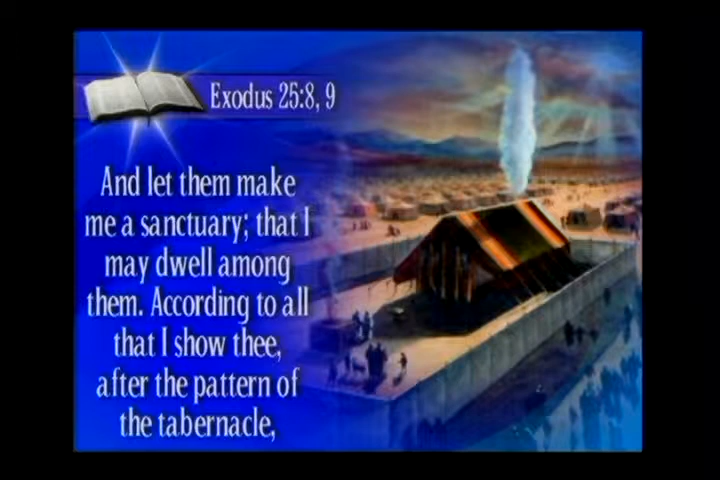 Exodus 25:8, 9
And let them make
me a sanctuary; that I
may dwell among
them. According to all
that I show thee,
after the pattern of
the tabernacle,